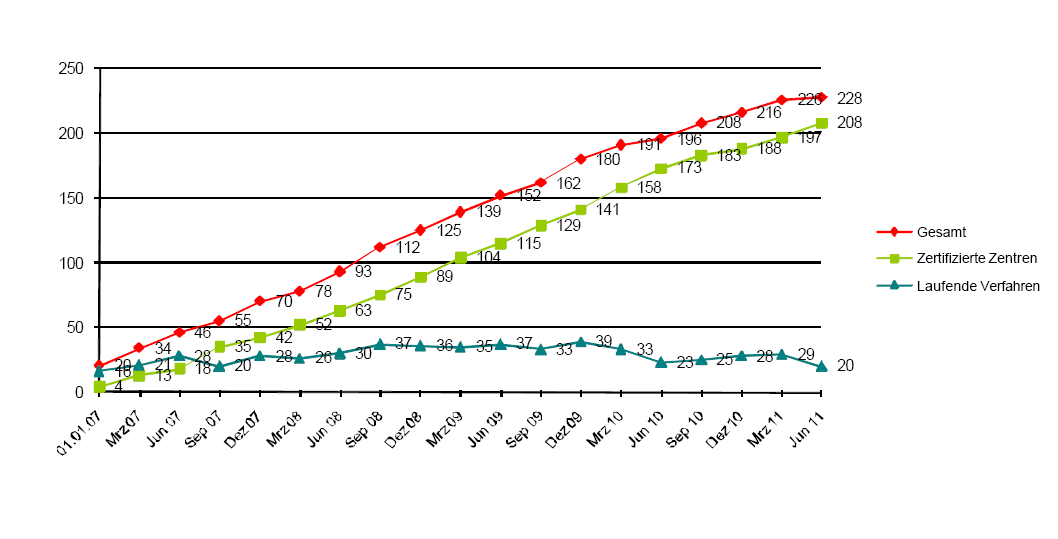 250
200
150
100
50
0
20 34 46 55 70 78 93 112 125 139 152 162 180 191 196 208 216 226 228
4 13 18 35 42 52 63 75 89 104 115 129 141 158 173 183 188 197 208
16 21 28 20 28 26 30 37 36 35 37 33 39 33 23 25 28 29 20
01.01.07 Mrz 07 Jun 07 Sep 07 Dez 07 Mrz 08 Jun 08 Sep 08 Dez 08 Mrz 09 Jun 09 Sep 09 Dez 09 Mrz 10 Jun 10 Sep 10 Dez 10 Mrz 11 Jun 11
Gesamt
Zertifizierte Zentren
Laufende Verfahren